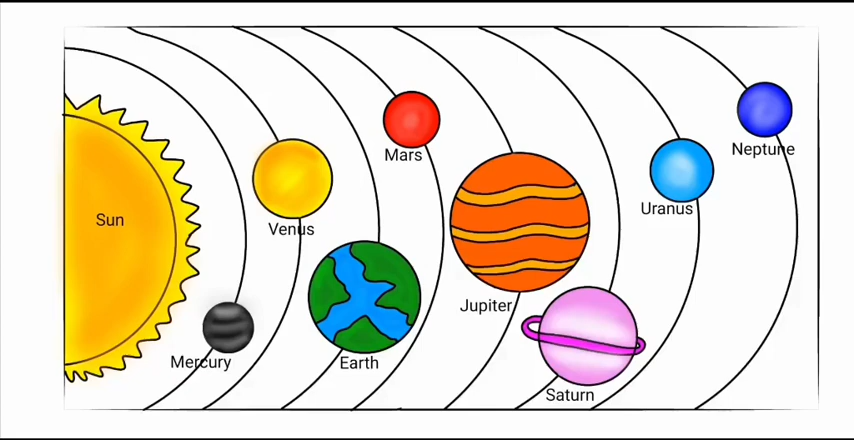 Sun
Mercury
Venus
Earth
Mars
Jupiter
Saturn
Uranus
Neptune